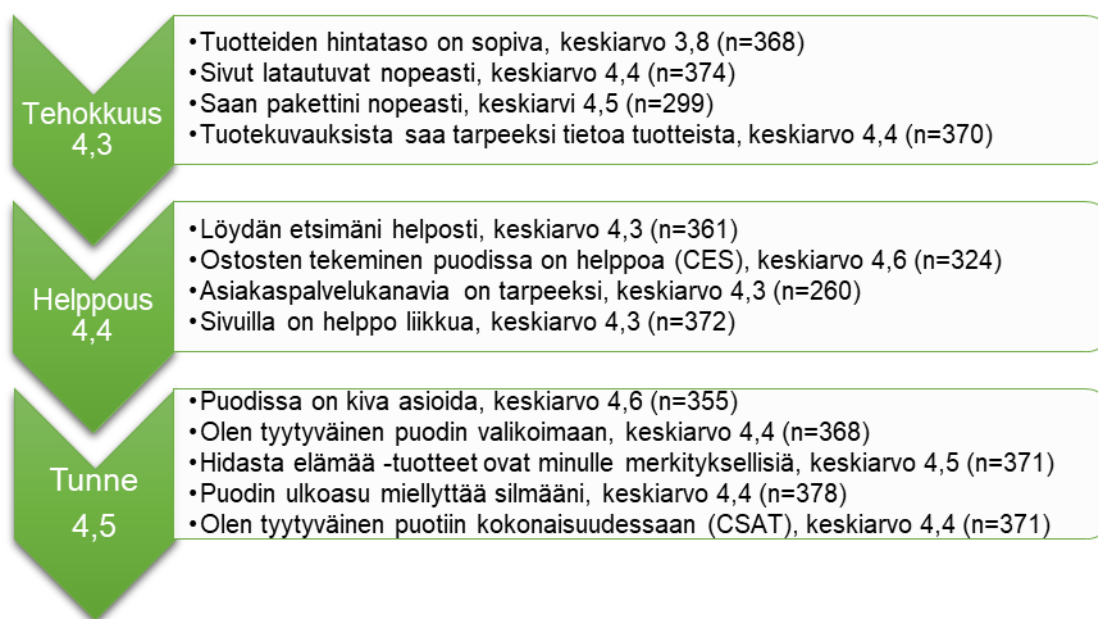 Tehokkuus
4,3
•Tuotteiden hintataso on sopiva, keskiarvo 3,8 (n=368)
•Sivut latautuvat nopeasti, keskiarvo 4,4 (n=374)
•Saan pakettini nopeasti, keskiarvi 4,5 (n=299)
•Tuotekuvauksista saa tarpeeksi tietoa tuotteista, keskiarvo 4,4 (n=370)
Helppous
4,4
•Löydän etsimäni helposti, keskiarvo 4,3 (n=361)
•Ostosten tekeminen puodissa on helppoa (CES), keskiarvo 4,6 (n=324)
•Asiakaspalvelukanavia on tarpeeksi, keskiarvo 4,3 (n=260)
•Sivuilla on helppo liikkua, keskiarvo 4,3 (n=372)
Tunne
4,5
•Puodissa on kiva asioida, keskiarvo 4,6 (n=355)
•Olen tyytyväinen puodin valikoimaan, keskiarvo 4,4 (n=368)
•Hidasta elämää -tuotteet ovat minulle merkityksellisiä, keskiarvo 4,5 (n=371)
•Puodin ulkoasu miellyttää silmääni, keskiarvo 4,4 (n=378)
•Olen tyytyväinen puotiin kokonaisuudessaan (CSAT), keskiarvo 4,4 (n=371)